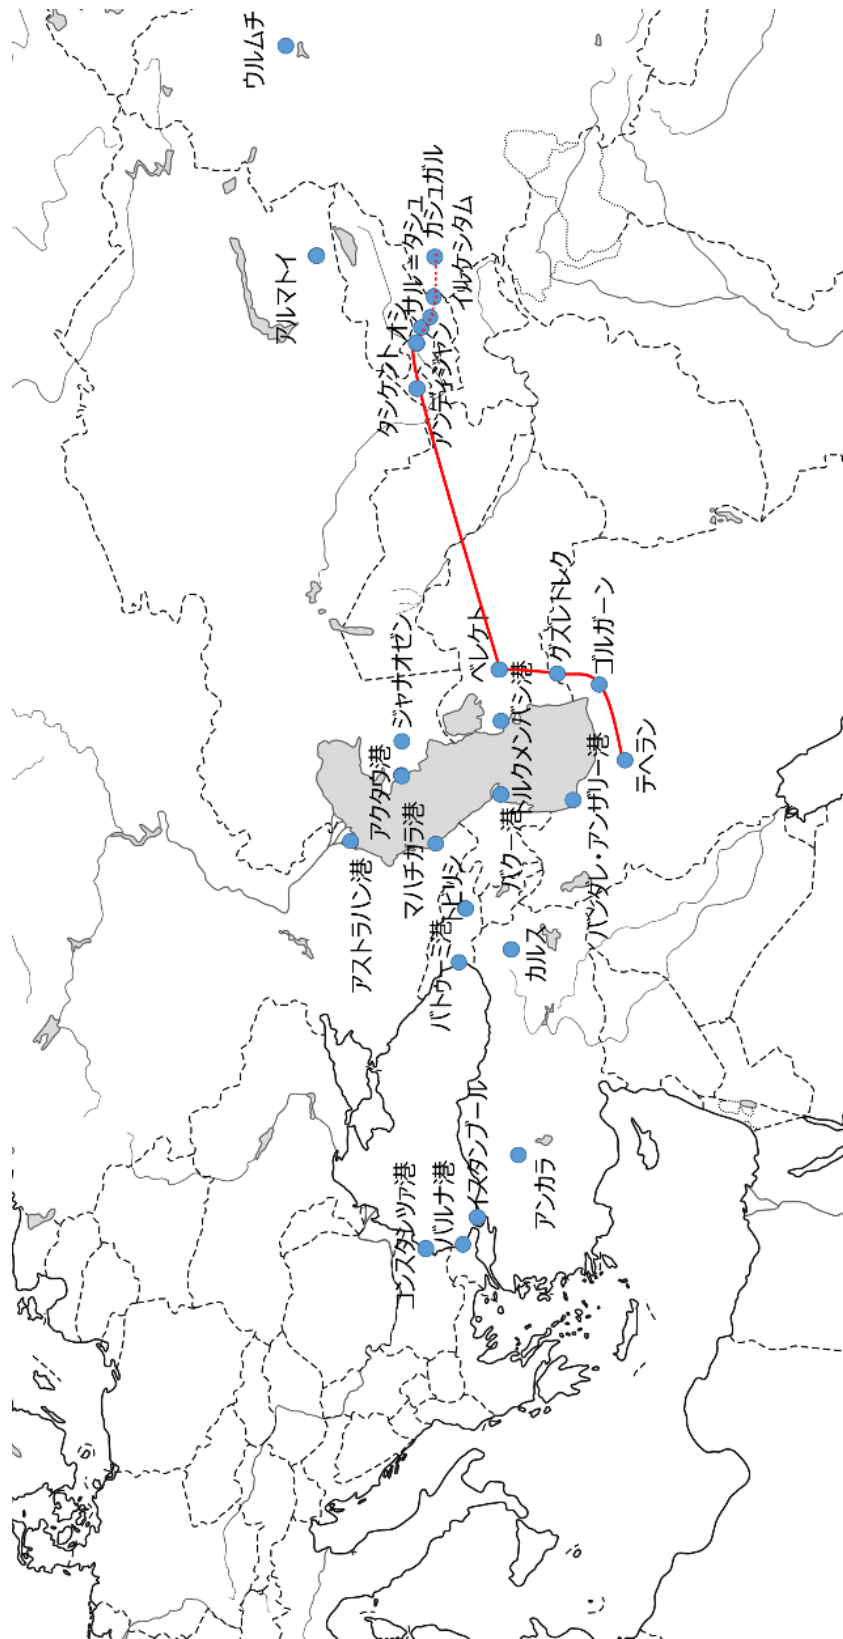 ウルムチ
アルマトイ
カシュガル
サル＝タシュ
イルケシタム
オシ
タシケント
アンディジャン
ベレケト
グズレドレク
ゴルガーン
テヘラン
ジャナオゼン
アクタウ港
トルクメンバシ港
アストラハン港
マハチカラ港
バクー港
バンダレ・アンザリー港
トビリシ
バトゥーミ港
カルス
コンスタンツァ港
バルナ港
イスタンブール
アンカラ